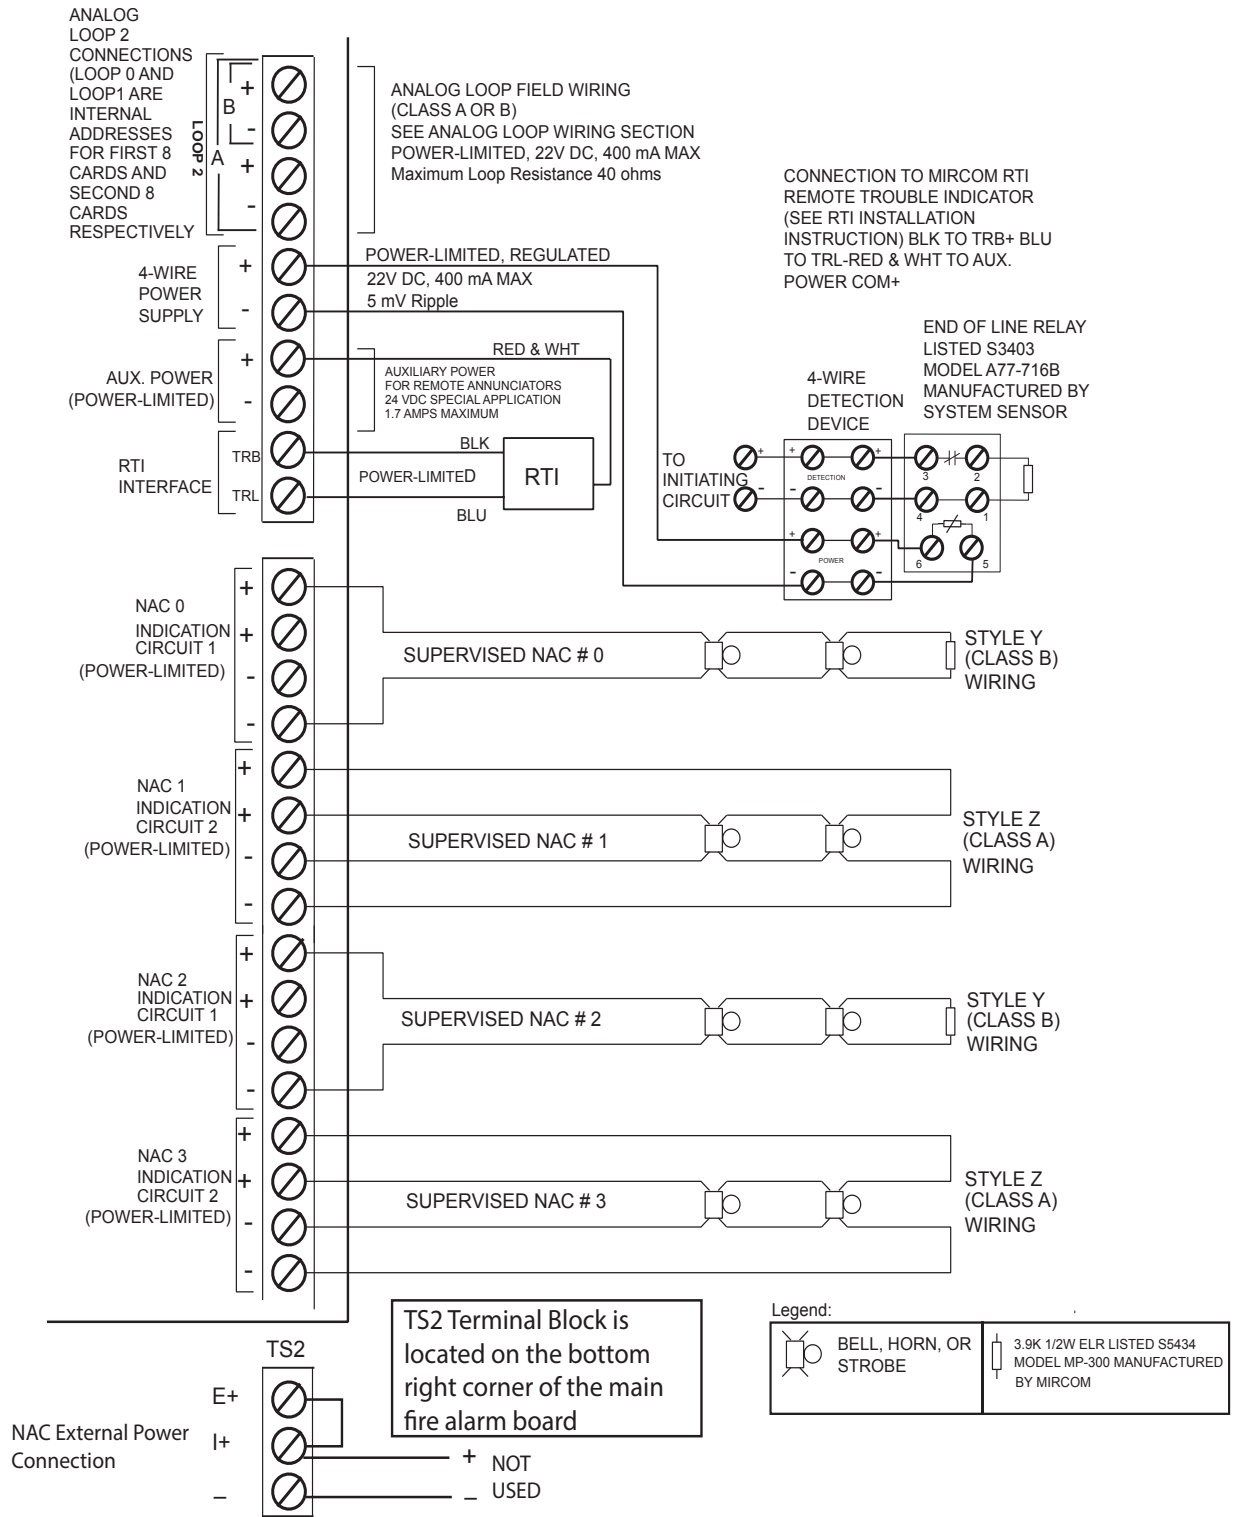 ANALOG
LOOP 2
CONNECTIONS
(LOOP 0 AND
LOOP1 ARE
INTERNAL
ADDRESSES
FOR FIRST 8
CARDS AND
SECOND 8
CARDS
RESPECTIVELY
LOOP 2
A
B
+
-
+
-
ANALOG LOOP FIELD WIRING
(CLASS A OR B)
SEE ANALOG LOOP WIRING SECTION
POWER-LIMITED, 22V DC, 400 mA MAX
Maximum Loop Resistance 40 ohms
CONNECTION TO MIRCOM RTI
REMOTE TROUBLE INDICATOR
(SEE RTI INSTALLATION
INSTRUCTION) BLK TO TRB+ BLU
TO TRL-RED & WHT TO AUX.
POWER COM+
4-WIRE
POWER
SUPPLY
+
-
POWER-LIMITED, REGULATED
22V DC, 400 mA MAX
5 mV Ripple
AUX. POWER
(POWER-LIMITED)
+
-
RED & WHT
AUXILIARY POWER
FOR REMOTE ANNUNCIATORS
24 VDC SPECIAL APPLICATION
1.7 AMPS MAXIMUM
RTI
INTERFACE
TRB
TRL
BLK
POWER-LIMITED
BLU
RTI
END OF LINE RELAY
LISTED S3403
MODEL A77-716B
MANUFACTURED BY
SYSTEM SENSOR
4-WIRE
DETECTION
DEVICE
TO
INITIATING
CIRCUIT
+
-
+
+
DETECTION
-
-
+
+
POWER
-
-
3
2
4
1
6
5
NAC 0
INDICATION
CIRCUIT 1
(POWER-LIMITED)
+
+
-
-
SUPERVISED NAC # 0
STYLE Y
(CLASS B)
WIRING
NAC 1
INDICATION
CIRCUIT 2
(POWER-LIMITED)
+
+
-
-
SUPERVISED NAC # 1
STYLE Z
(CLASS A)
WIRING
NAC 2
INDICATION
CIRCUIT 1
(POWER-LIMITED)
+
+
-
-
SUPERVISED NAC # 2
STYLE Y
(CLASS B)
WIRING
NAC 3
INDICATION
CIRCUIT 2
(POWER-LIMITED)
+
+
-
-
SUPERVISED NAC # 3
STYLE Z
(CLASS A)
WIRING
TS2 Terminal Block is
located on the bottom
right corner of the main
fire alarm board
Legend:
BELL, HORN, OR
STROBE
3.9K 1/2W ELR LISTED S5434
MODEL MP-300 MANUFACTURED
BY MIRCOM
TS2
NAC External Power
Connection
E+
I+
–
+
–
NOT
USED